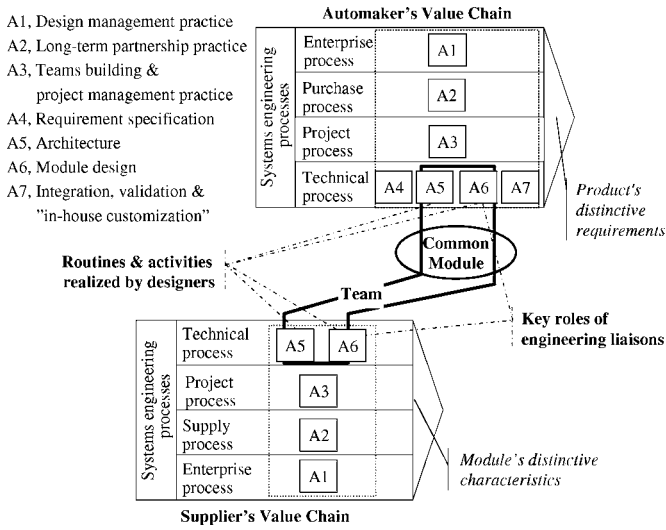 A1, Design management practice
A2, Long-term partnership practice
A3, Teams building &
project management practice
A4, Requirement specification
A5, Architecture
A6, Module design
A7, Integration, validation &
”in-house customization”
Automaker’s Value Chain
Systems engineering
processes
Enterprise
process
A1
Purchase
process
A2
Project
process
A3
Technical
process
A4
A5
A6
A7
Product's
distinctive
requirements
Common
Module
Routines & activities
realized by designers
Team
Key roles of
engineering liaisons
Systems engineering
processes
Technical
process
A5
A6
Project
process
A3
Supply
process
A2
Enterprise
process
A1
Module’s distinctive
characteristics
Supplier’s Value Chain